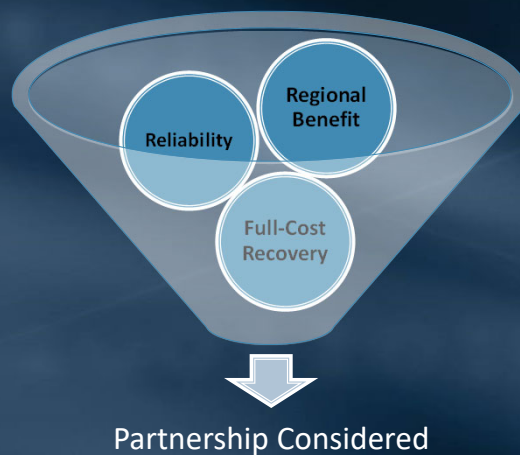 Regional
Benefit
Reliability
Full-Cost
Recovery
Partnership Considered